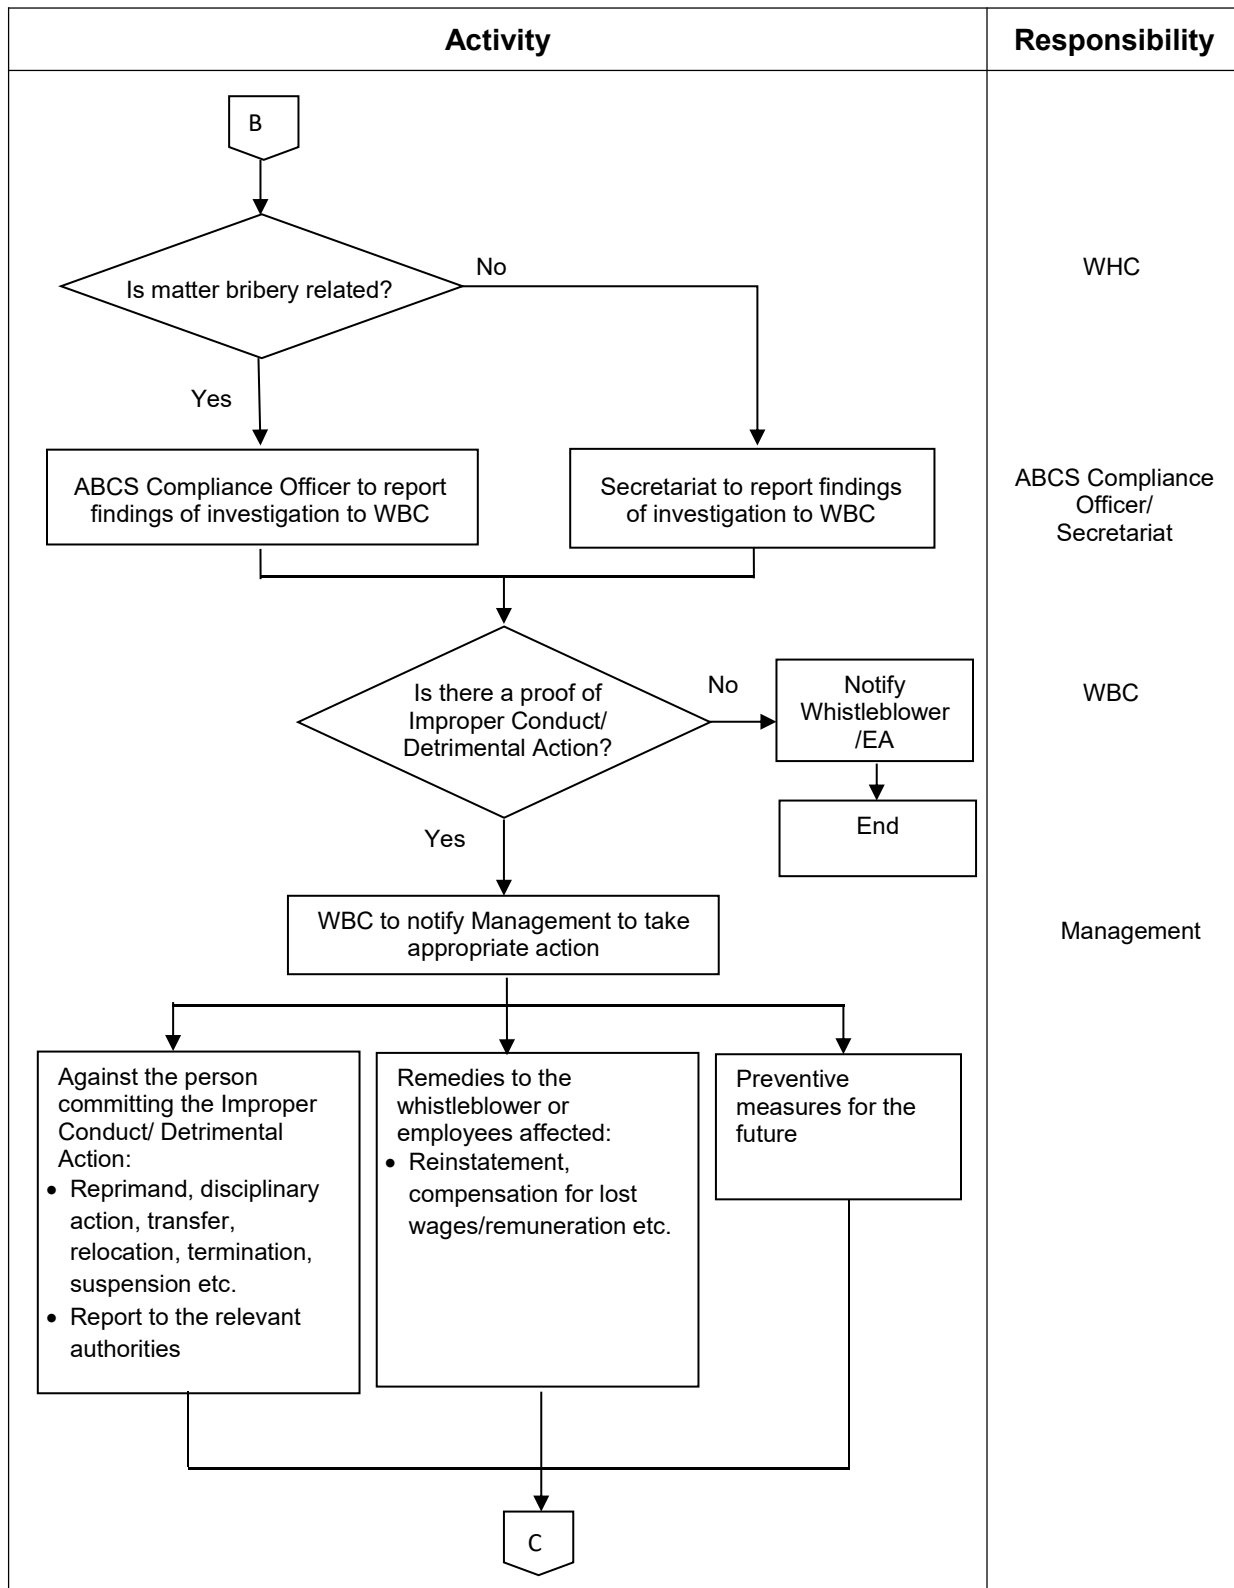 Activity
Responsibility
B
Is matter bribery related?
No
WHC
Yes
ABCS Compliance Officer to report
findings of investigation to WBC
Secretariat to report findings
of investigation to WBC
ABCS Compliance
Officer/
Secretariat
Is there a proof of
Improper Conduct/
Detrimental Action?
No
Notify
Whistleblower
/EA
WBC
End
Yes
WBC to notify Management to take
appropriate action
Management
Against the person
committing the Improper
Conduct/ Detrimental
Action:
• Reprimand, disciplinary
action, transfer,
relocation, termination,
suspension etc.
• Report to the relevant
authorities
Remedies to the
whistleblower or
employees affected:
• Reinstatement,
compensation for lost
wages/remuneration etc.
Preventive
measures for the
future
C